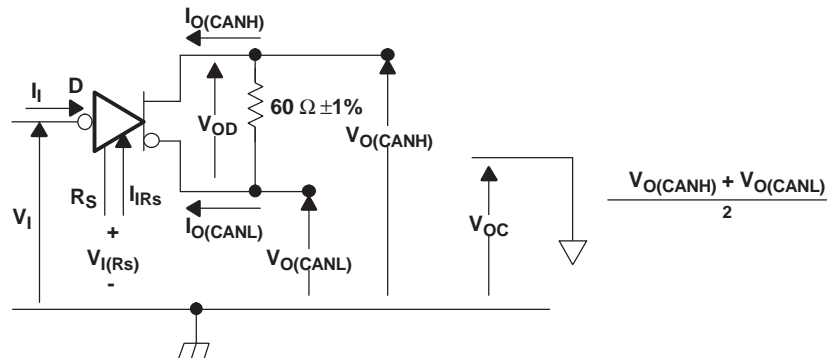 I_O(CANH)
I_I
D
V_OD
60 Ω ±1%
V_O(CANH)
R_S
I_IRs
I_O(CANL)
V_I
+
V_I(Rs)
-
V_O(CANL)
V_OC
V_O(CANH) + V_O(CANL)
2